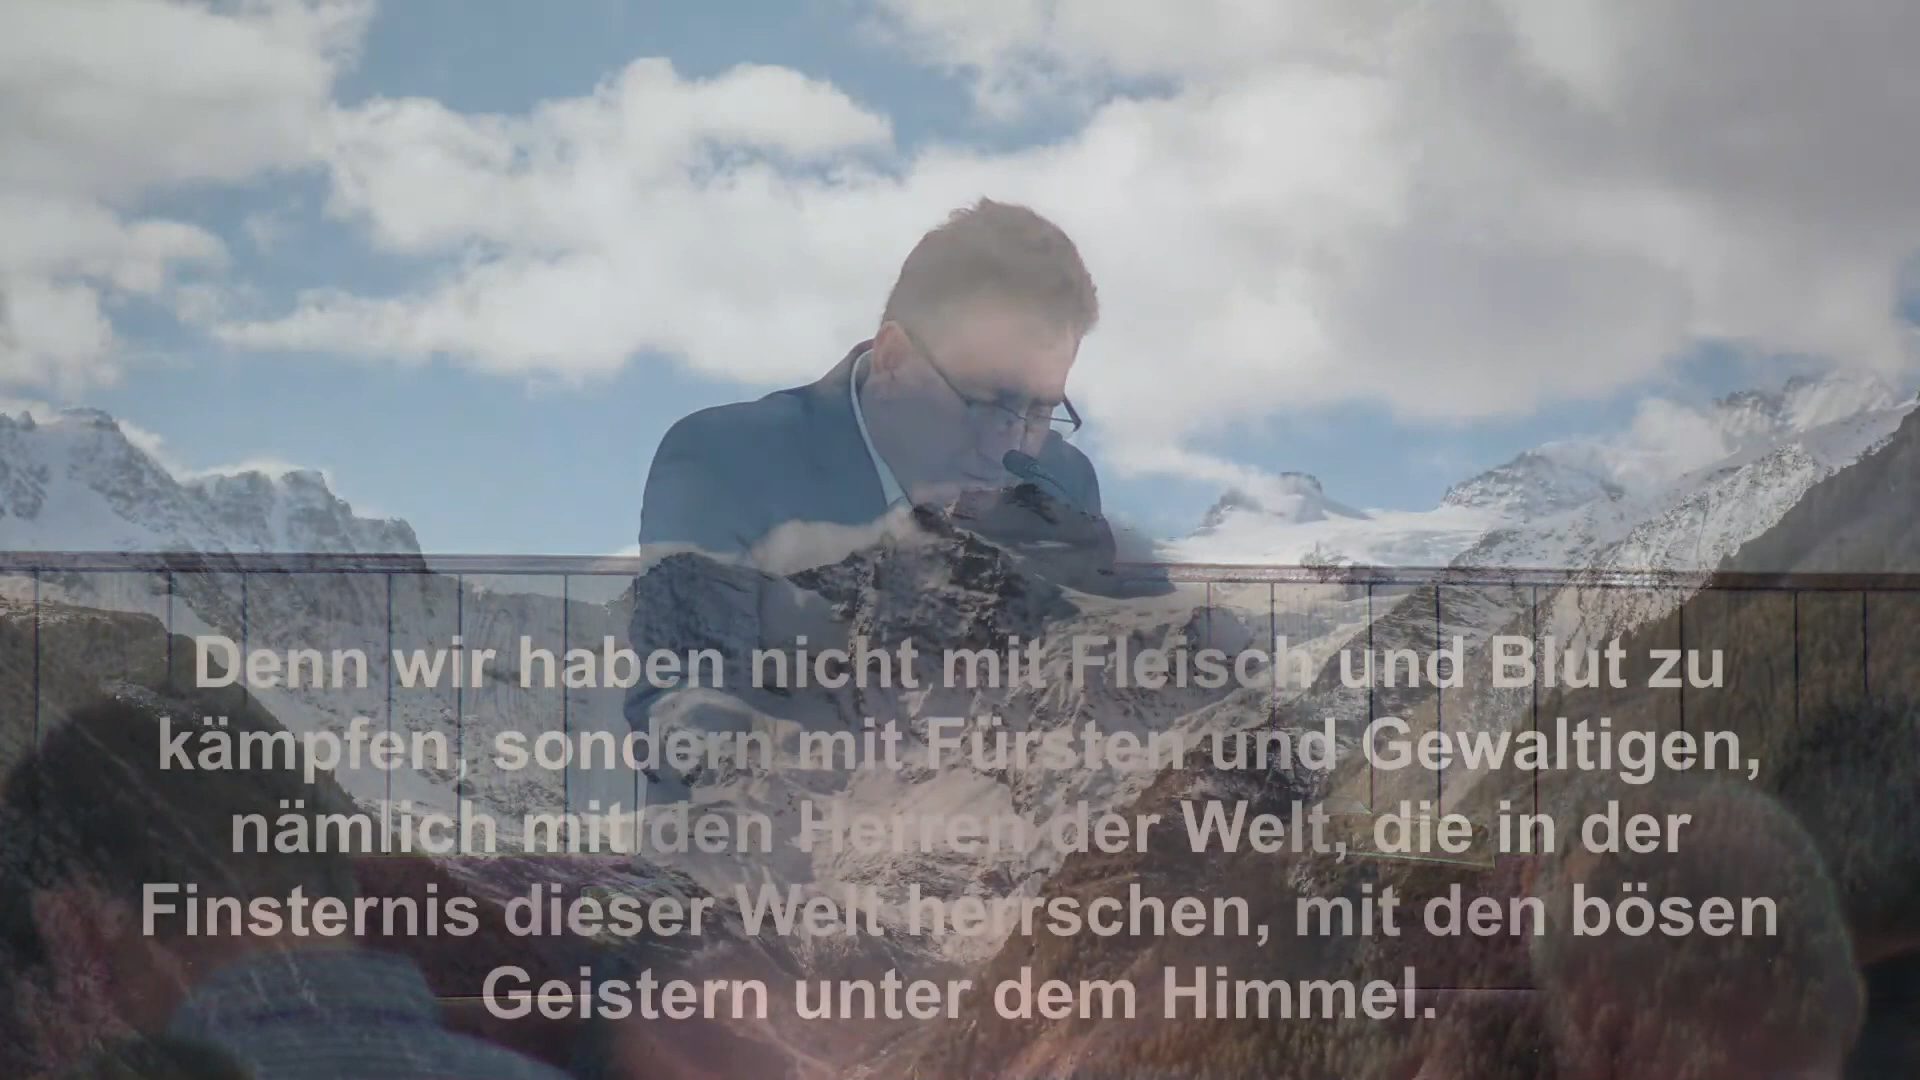 Denn wir haben nicht mit Fleisch und Blut zu
kämpfen, sondern mit Fürsten und Gewaltigen,
nämlich mit den Herren der Welt, die in der
Finsternis dieser Welt herrschen, mit den bösen
Geistern unter dem Himmel.